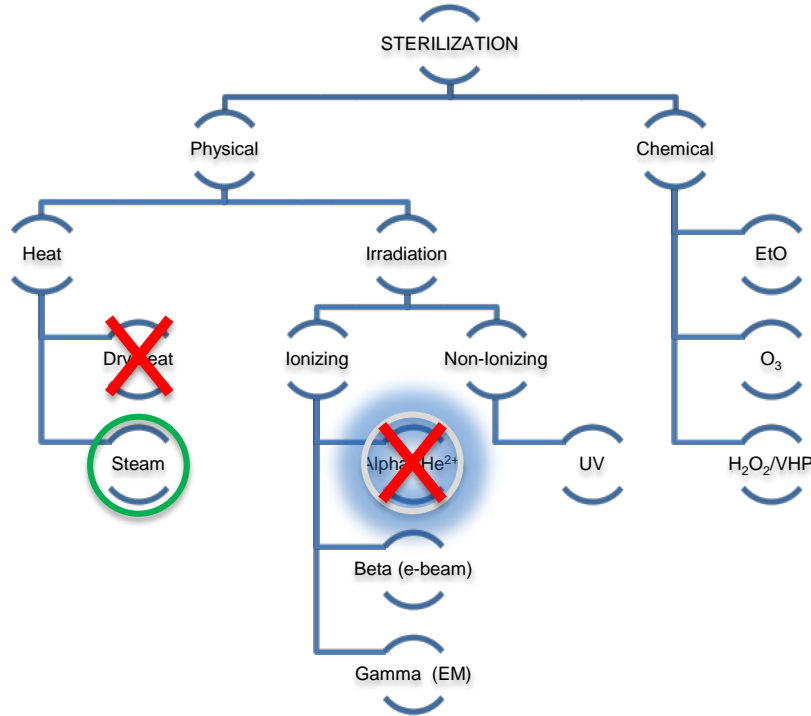 STERILIZATION
Physical
Chemical
Heat
Irradiation
EtO
Ionizing
Non-Ionizing
O₃
Steam
UV
H₂O₂/VHP
He²⁺
Beta (e-beam)
Gamma (EM)